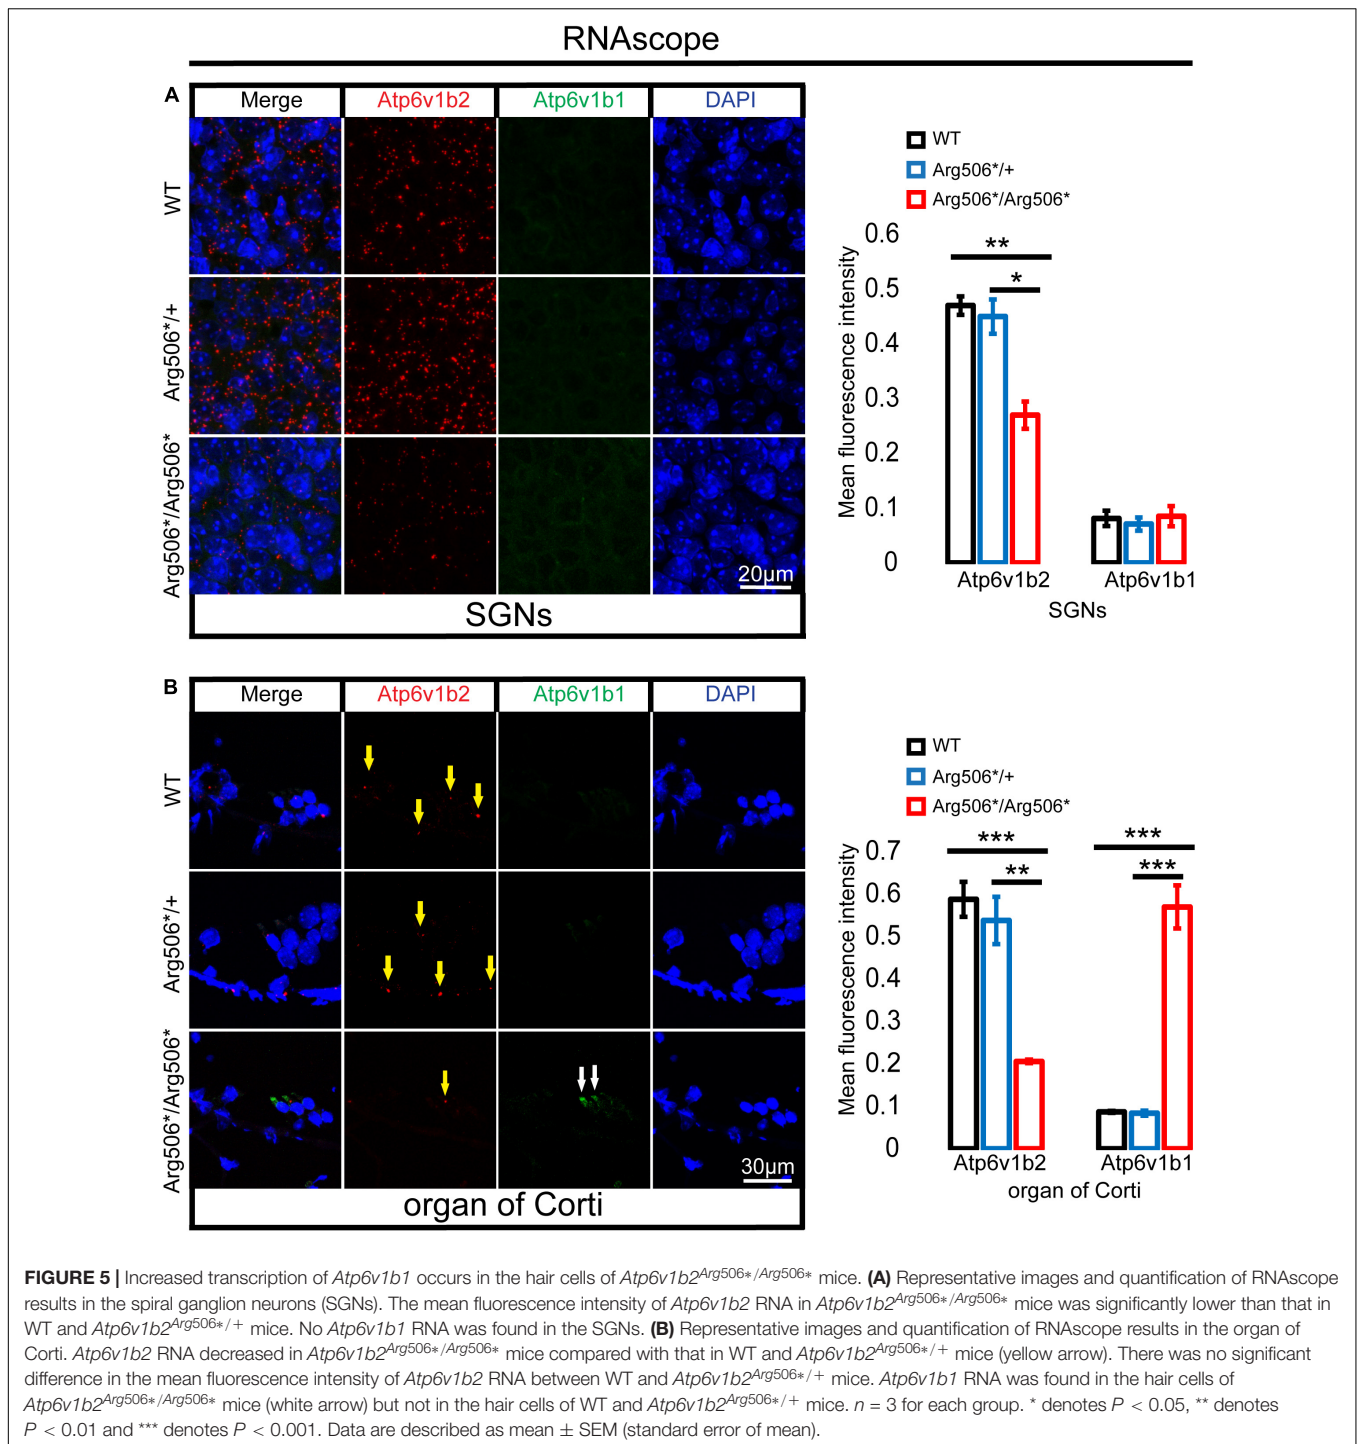 RNAscope
A
Merge Atp6v1b2 Atp6v1b1 DAPI
WT
Arg506*/+
Arg506*/Arg506*
20µm
SGNs
WT
Arg506*/+
Arg506*/Arg506*
Mean fluorescence intensity
0.6
0.5
0.4
0.3
0.2
0.1
0
**
*
Atp6v1b2 Atp6v1b1
SGNs
B
Merge Atp6v1b2 Atp6v1b1 DAPI
WT
Arg506*/+
Arg506*/Arg506*
30µm
organ of Corti
WT
Arg506*/+
Arg506*/Arg506*
Mean fluorescence intensity
0.7
0.6
0.5
0.4
0.3
0.2
0.1
0
*** ***
** ***
Atp6v1b2 Atp6v1b1
organ of Corti
FIGURE 5 | Increased transcription of Atp6v1b1 occurs in the hair cells of Atp6v1b2Arg506∗/Arg506∗ mice. (A) Representative images and quantification of RNAscope
results in the spiral ganglion neurons (SGNs). The mean fluorescence intensity of Atp6v1b2 RNA in Atp6v1b2Arg506∗/Arg506∗ mice was significantly lower than that in
WT and Atp6v1b2Arg506∗/+ mice. No Atp6v1b1 RNA was found in the SGNs. (B) Representative images and quantification of RNAscope results in the organ of
Corti. Atp6v1b2 RNA decreased in Atp6v1b2Arg506∗/Arg506∗ mice compared with that in WT and Atp6v1b2Arg506∗/+ mice (yellow arrow). There was no significant
difference in the mean fluorescence intensity of Atp6v1b2 RNA between WT and Atp6v1b2Arg506∗/+ mice. Atp6v1b1 RNA was found in the hair cells of
Atp6v1b2Arg506∗/Arg506∗ mice (white arrow) but not in the hair cells of WT and Atp6v1b2Arg506∗/+ mice. n = 3 for each group. * denotes P < 0.05, ** denotes
P < 0.01 and *** denotes P < 0.001. Data are described as mean ± SEM (standard error of mean).